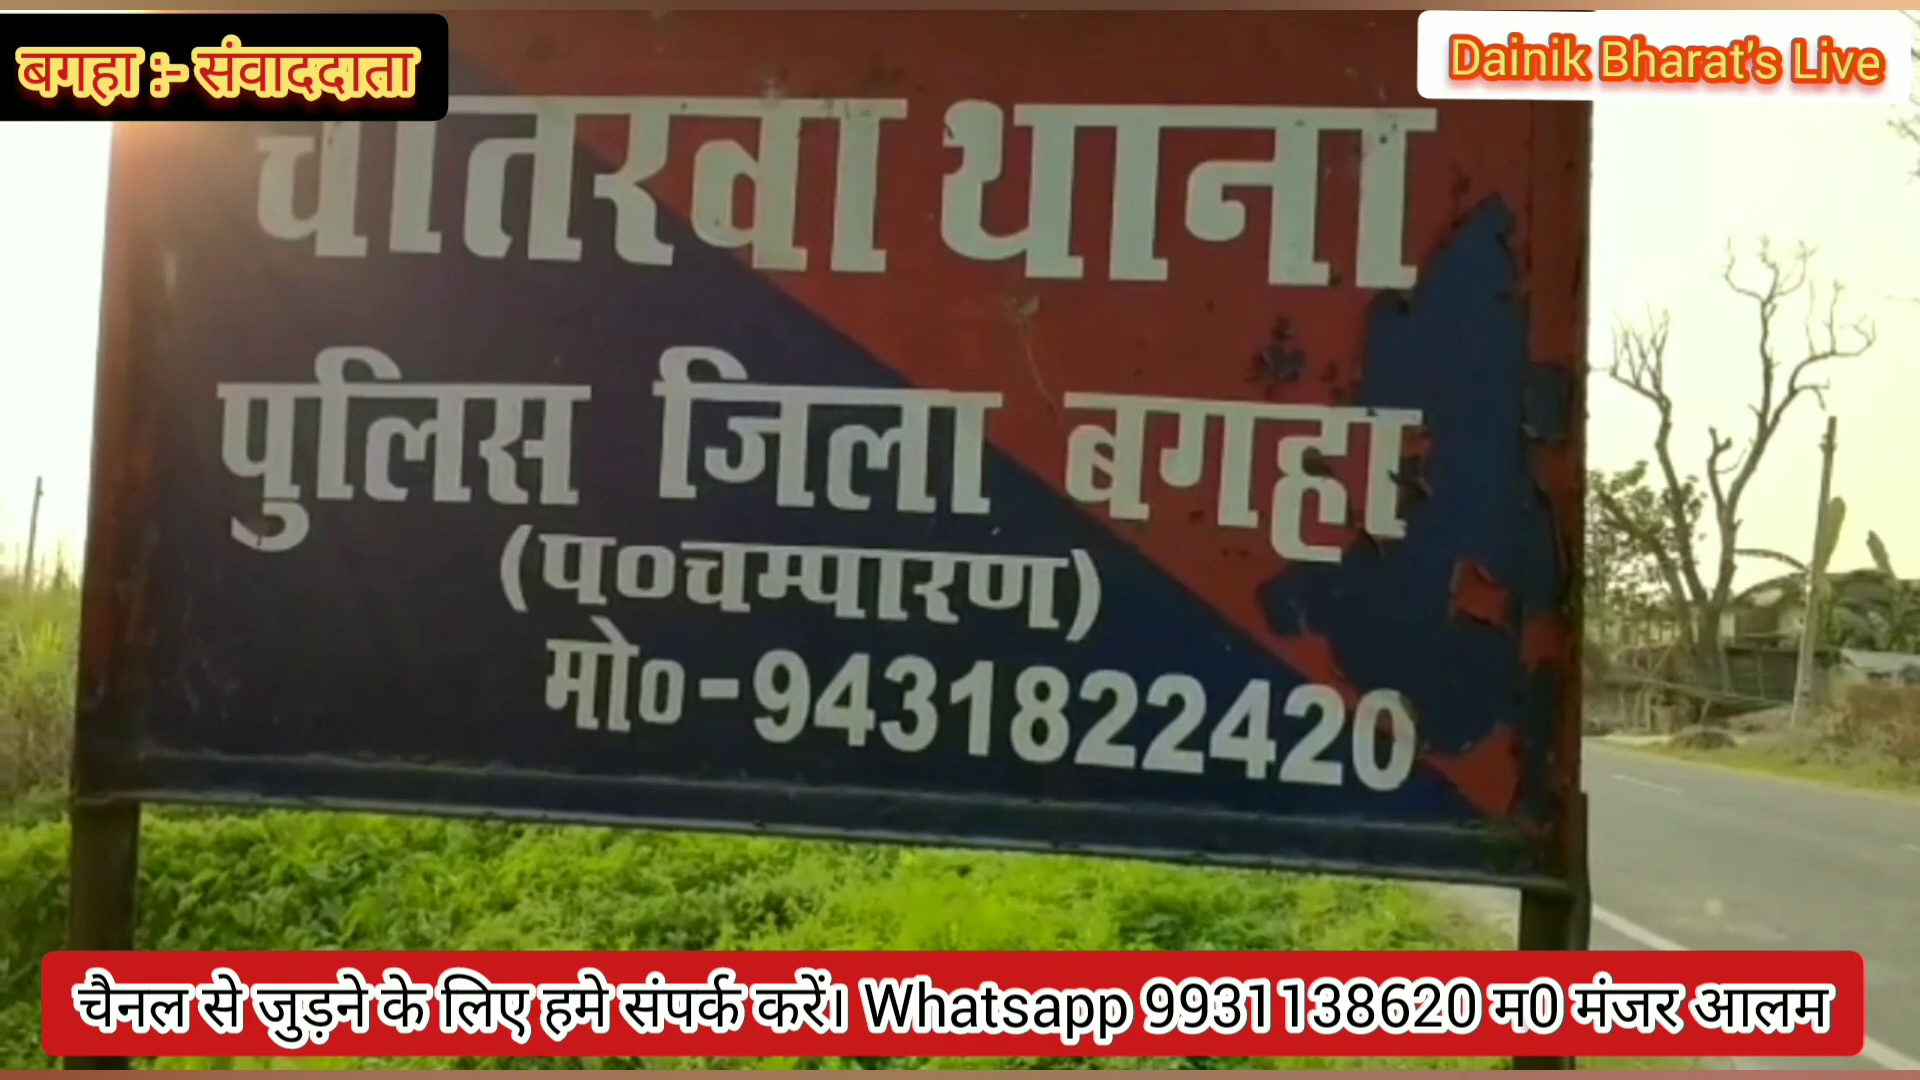 बगहा :- संवाददाता
Dainik Bharat's Live
थाना
पुलिस जिला बगहा
(प०चम्पारण)
मो०-9431822420
चैनल से जुड़ने के लिए हमे संपर्क करें। Whatsapp 9931138620 म0 मंजर आलम